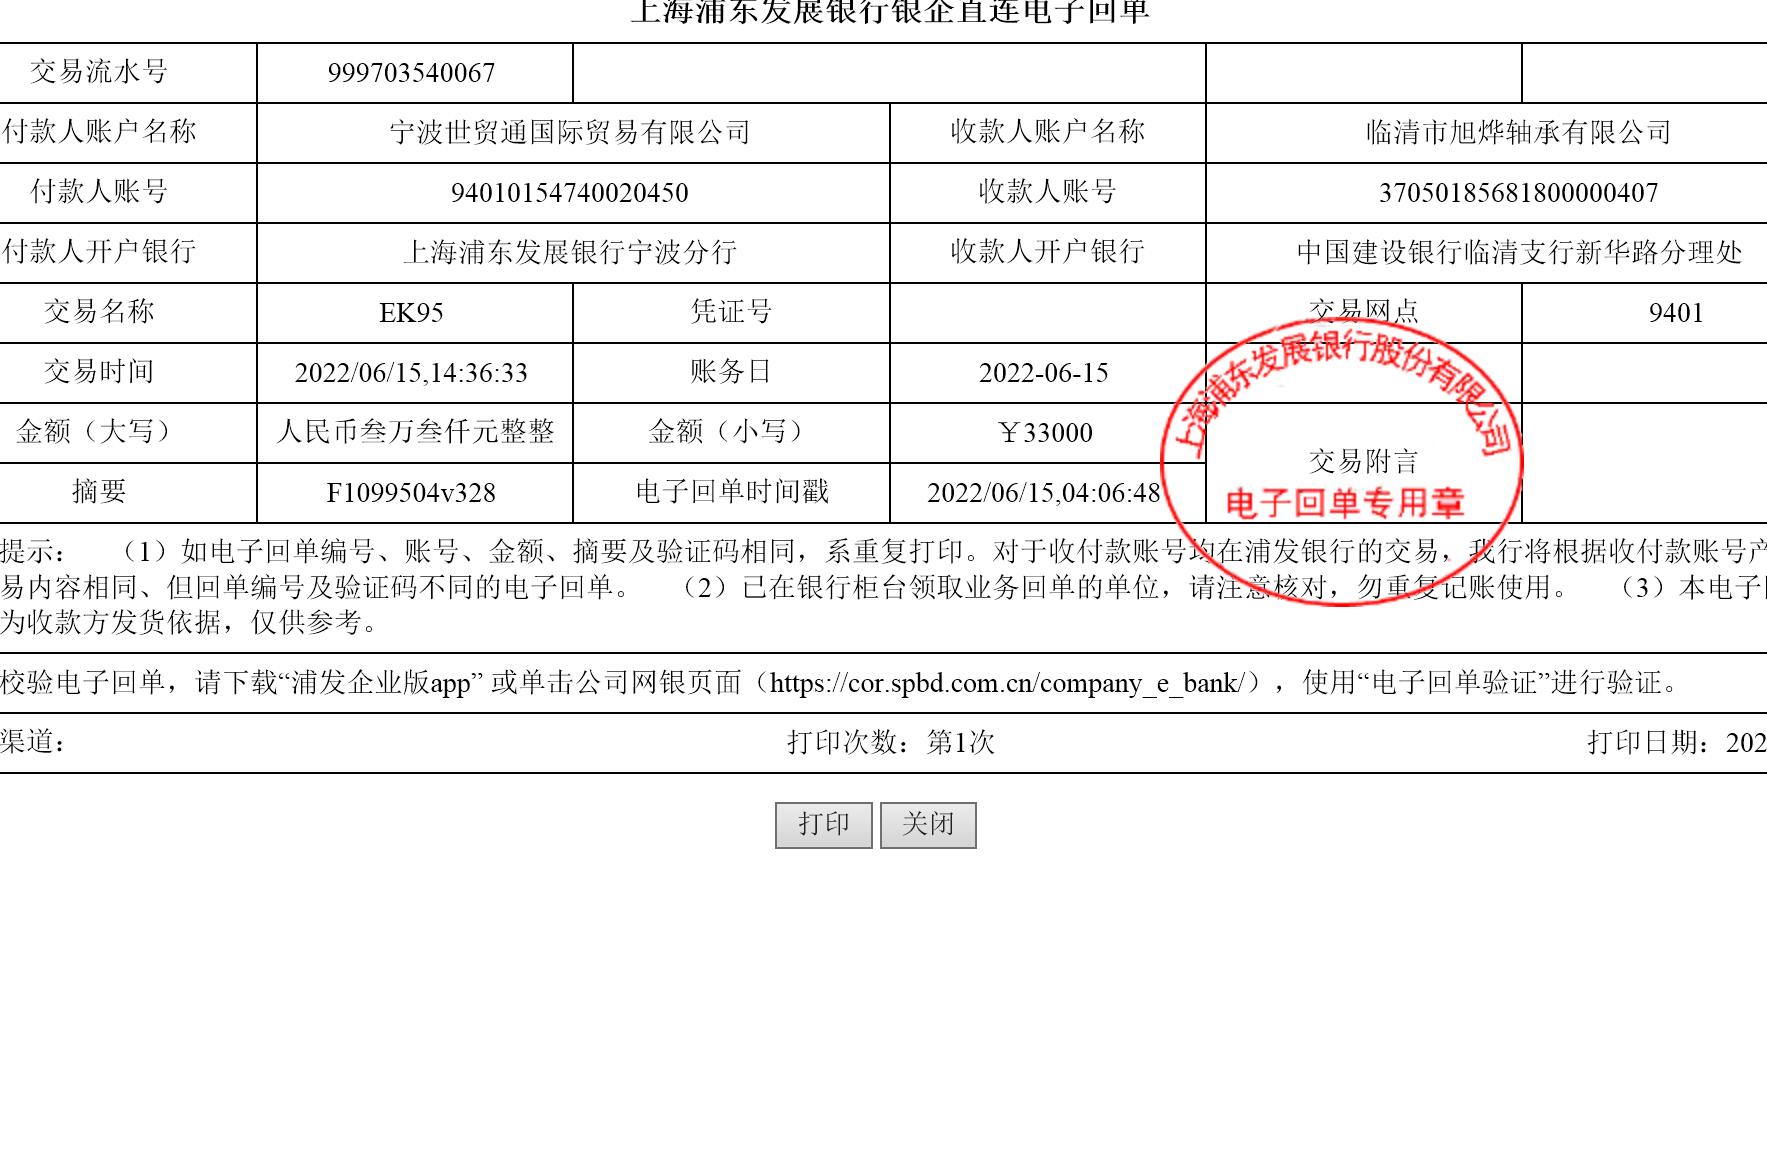 上海浦东发展银行银企直连电子回单
交易流水号 999703540067
付款人账户名称 宁波世贸通国际贸易有限公司 收款人账户名称 临清市旭烨轴承有限公司
付款人账号 94010154740020450 收款人账号 37050185681800000407
付款人开户银行 上海浦东发展银行宁波分行 收款人开户银行 中国建设银行临清支行新华路分理处
交易名称 EK95 凭证号 交易网点 9401
交易时间 2022/06/15,14:36:33 账务日 2022-06-15
金额（大写） 人民币叁万叁仟元整整 金额（小写） ￥33000
摘要 F1099504v328 电子回单时间戳 2022/06/15,04:06:48 交易附言
上海浦东发展银行股份有限公司
电子回单专用章
提示： （1）如电子回单编号、账号、金额、摘要及验证码相同，系重复打印。对于收付款账号均在浦发银行的交易，我行将根据收付款账号产
易内容相同、但回单编号及验证码不同的电子回单。 （2）已在银行柜台领取业务回单的单位，请注意核对，勿重复记账使用。 （3）本电子
为收款方发货依据，仅供参考。
校验电子回单，请下载“浦发企业版app” 或单击公司网银页面（https://cor.spbd.com.cn/company_e_bank/），使用“电子回单验证”进行验证。
渠道： 打印次数：第1次 打印日期：202
打印 关闭